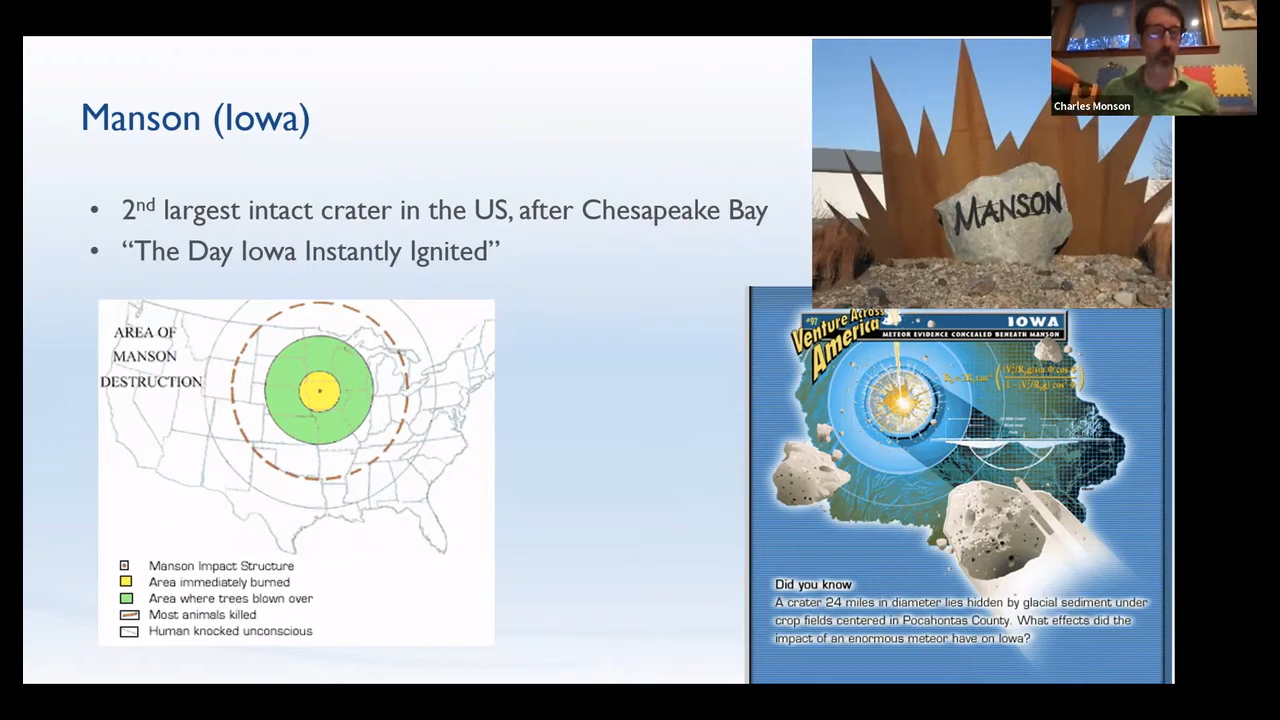 Manson (Iowa)
• 2nd largest intact crater in the US, after Chesapeake Bay
• “The Day Iowa Instantly Ignited”
AREA OF
MANSON
DESTRUCTION
Manson Impact Structure
Area immediately burned
Area where trees blown over
Most animals killed
Human knocked unconscious
Charles Monson
MANSON
#97
Venture Across
America
IOWA
METEOR EVIDENCE CONCEALED BENEATH MANSON
Did you know
A crater 24 miles in diameter lies hidden by glacial sediment under
crop fields centered in Pocahontas County. What effects did the
impact of an enormous meteor have on Iowa?